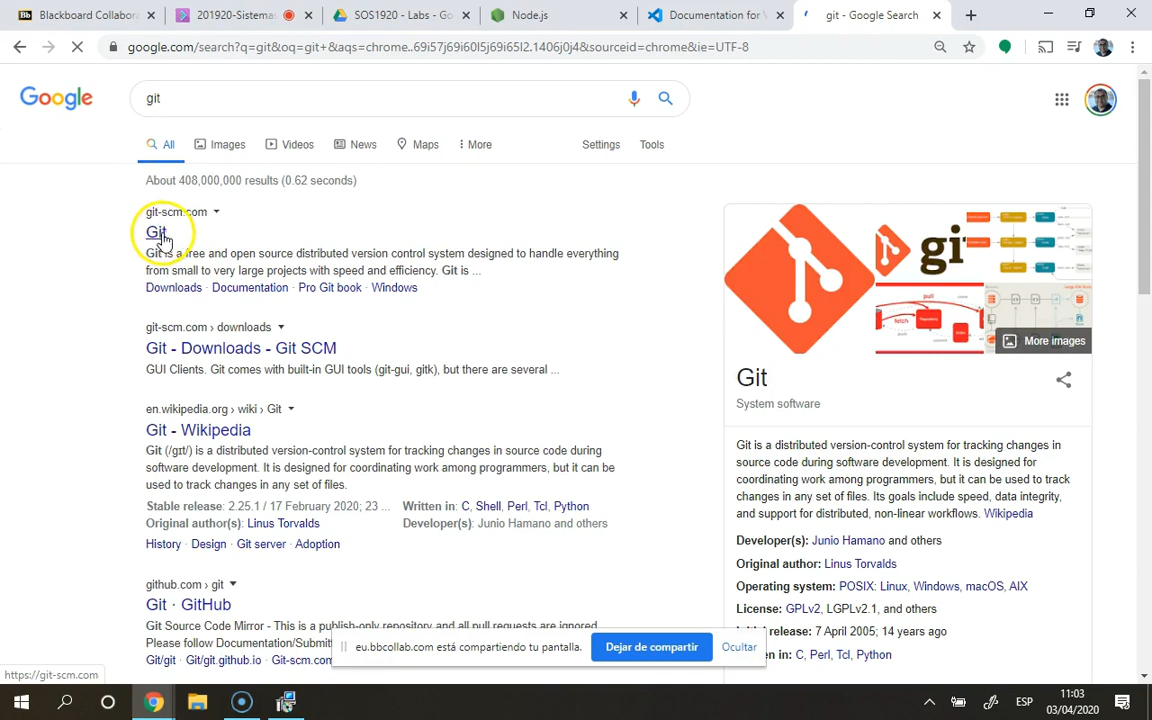 Bb Blackboard Collabora
201920-Sistemas
SOS1920 - Labs - Go
Node.js
Documentation for V
git - Google Search
google.com/search?q=git&oq=git+&aqs=chrome..69i57j69i60l5j69i65l2.1406j0j4&sourceid=chrome&ie=UTF-8
Google
git
All
Images
Videos
News
Maps
More
Settings
Tools
About 408,000,000 results (0.62 seconds)
git-scm.com
Git
Git is a free and open source distributed version control system designed to handle everything
from small to very large projects with speed and efficiency. Git is ...
Downloads · Documentation · Pro Git book · Windows
git-scm.com › downloads
Git - Downloads - Git SCM
GUI Clients. Git comes with built-in GUI tools (git-gui, gitk), but there are several ...
en.wikipedia.org › wiki › Git
Git - Wikipedia
Git (/ɡɪt/) is a distributed version-control system for tracking changes in source code during
software development. It is designed for coordinating work among programmers, but it can be
used to track changes in any set of files.
Stable release: 2.25.1 / 17 February 2020; 23 ...
Written in: C, Shell, Perl, Tcl, Python
Original author(s): Linus Torvalds
Developer(s): Junio Hamano and others
History · Design · Git server · Adoption
github.com › git
Git · GitHub
Git Source Code Mirror - This is a publish-only repository and all pull requests are ignored.
Please follow Documentation/Submitt
Git/git · Git/git.github.io · Git-scm.com
git
pull
fetch
More images
Git
System software
Git is a distributed version-control system for tracking changes in
source code during software development. It is designed for
coordinating work among programmers, but it can be used to track
changes in any set of files. Its goals include speed, data integrity,
and support for distributed, non-linear workflows. Wikipedia
Developer(s): Junio Hamano and others
Original author: Linus Torvalds
Operating system: POSIX: Linux, Windows, macOS, AIX
License: GPLv2, LGPLv2.1, and others
Initial release: 7 April 2005; 14 years ago
Written in: C, Perl, Tcl, Python
eu.bbcollab.com está compartiendo tu pantalla.
Dejar de compartir
Ocultar
https://git-scm.com
ESP
11:03
03/04/2020